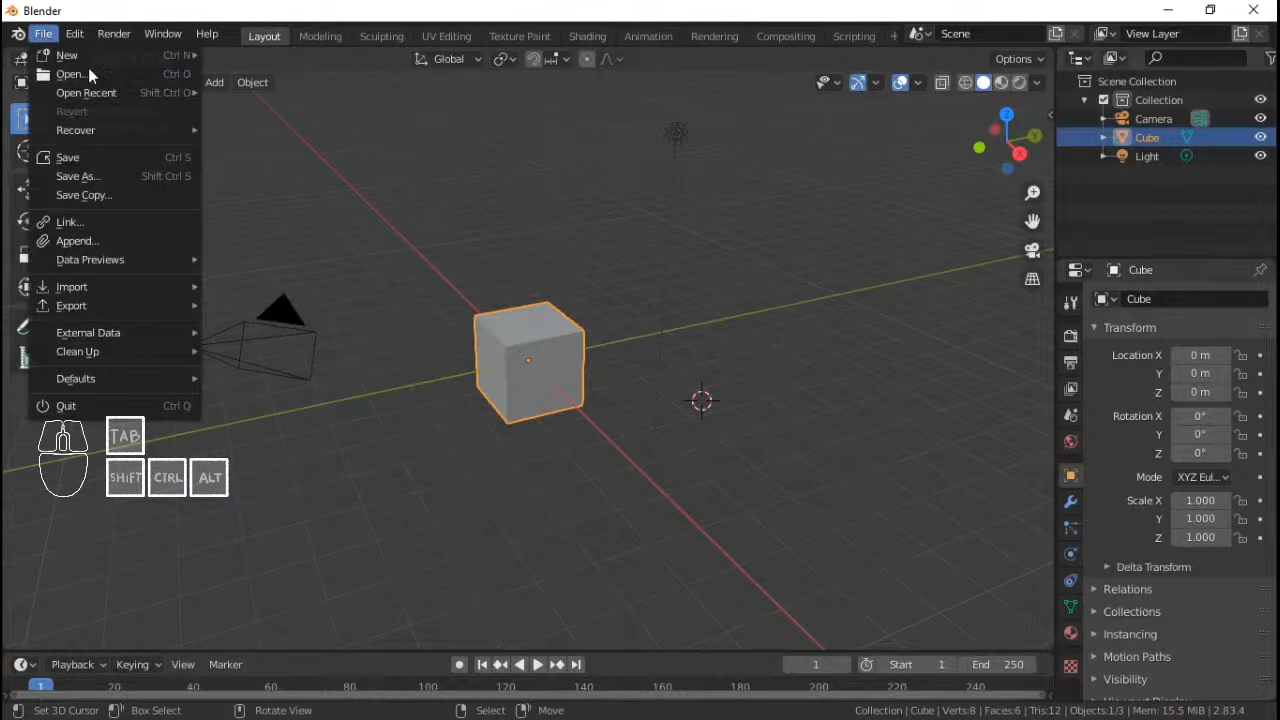 Blender
File Edit Render Window Help
Layout Modeling Sculpting UV Editing Texture Paint Shading Animation Rendering Compositing Scripting
Scene
View Layer
New Ctrl N
Open... Ctrl O
Open Recent Shift Ctrl O
Revert
Recover
Save Ctrl S
Save As... Shift Ctrl S
Save Copy...
Link...
Append...
Data Previews
Import
Export
External Data
Clean Up
Defaults
Quit Ctrl Q
Add Object
Global
Options
TAB
SHIFT CTRL ALT
Z
Y
X
Scene Collection
Collection
Camera
Cube
Light
Cube
Cube
Transform
Location X 0 m
Y 0 m
Z 0 m
Rotation X 0°
Y 0°
Z 0°
Mode XYZ Eul...
Scale X 1.000
Y 1.000
Z 1.000
Delta Transform
Relations
Collections
Instancing
Motion Paths
Visibility
Playback Keying View Marker
1 Start 1 End 250
1 20 40 60 80 100 120 140 160 180 200 220 240
Set 3D Cursor Box Select Rotate View Select Move
Collection | Cube | Verts:8 | Faces:6 | Tris:12 | Objects:1/3 | Mem: 15.5 MiB | 2.83.4